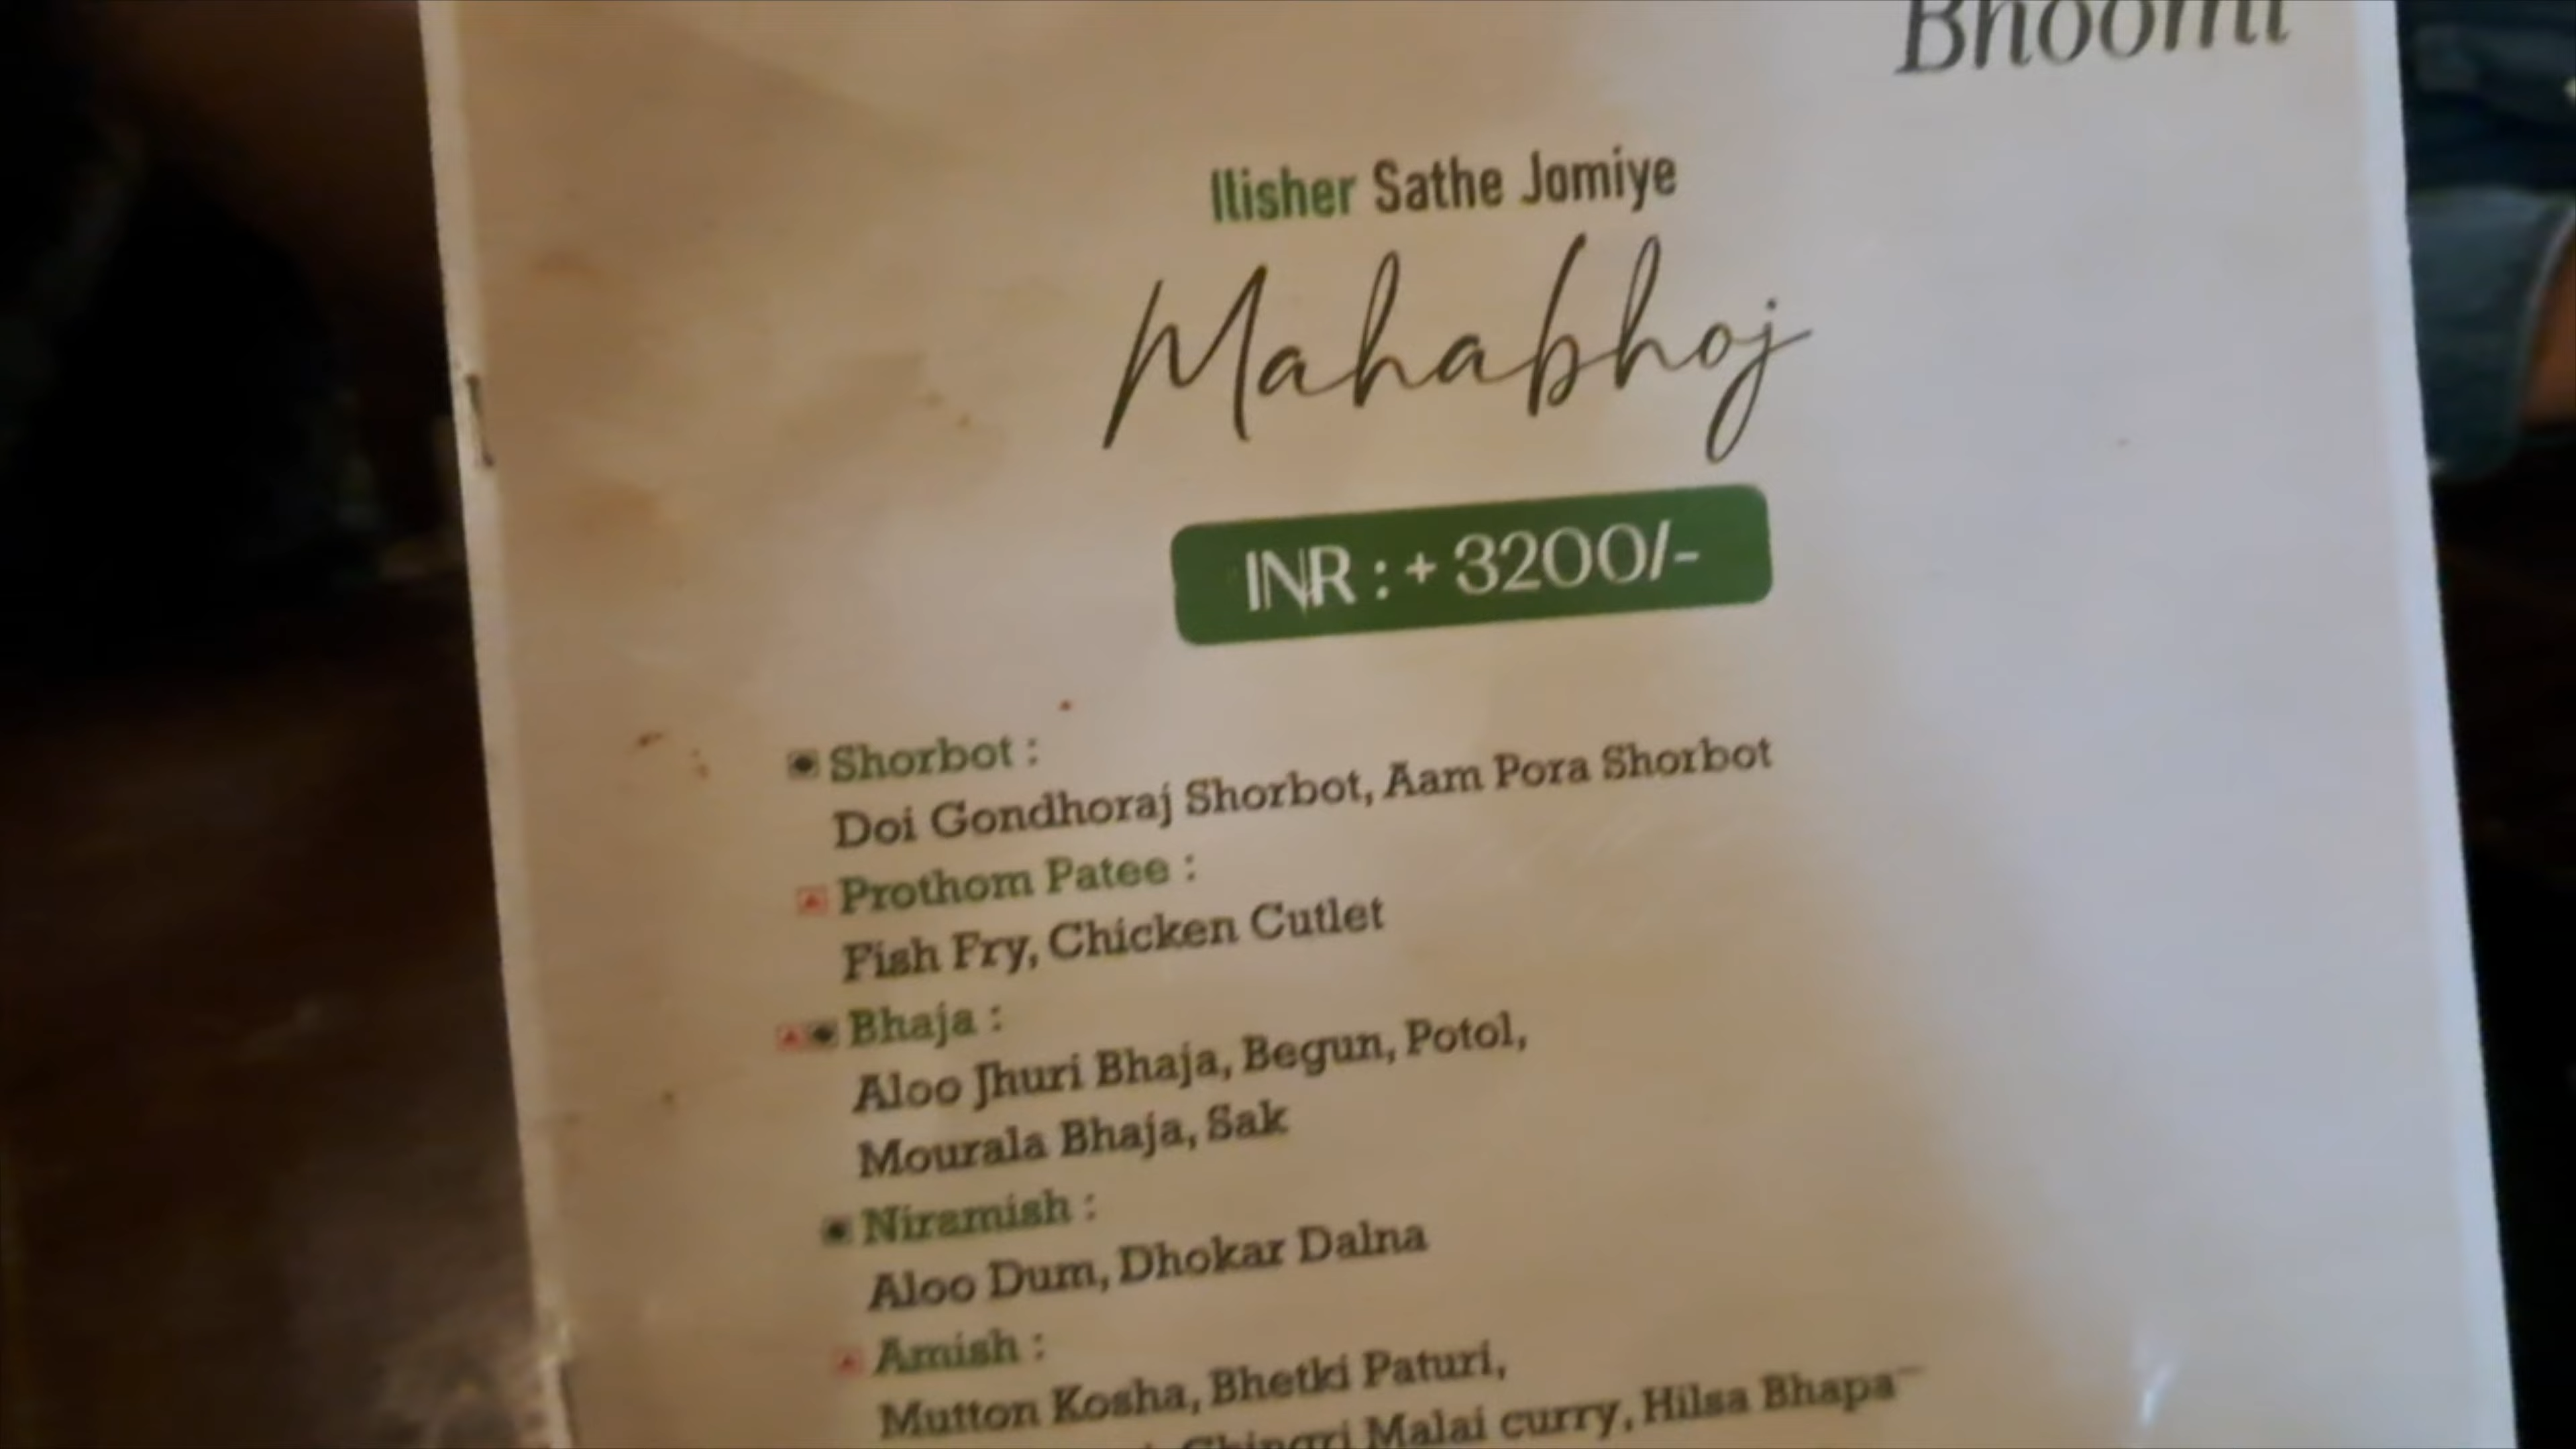 Bhoomi
Ilisher Sathe Jomiye
Mahabhoj
INR : + 3200/-
Shorbot :
Doi Gondhoraj Shorbot, Aam Pora Shorbot
Prothom Patee :
Fish Fry, Chicken Cutlet
Bhaja :
Aloo Jhuri Bhaja, Begun, Potol,
Mourala Bhaja, Sak
Niramish :
Aloo Dum, Dhokar Dalna
Amish :
Mutton Kosha, Bhetki Paturi,
Chingri Malai curry, Hilsa Bhapa